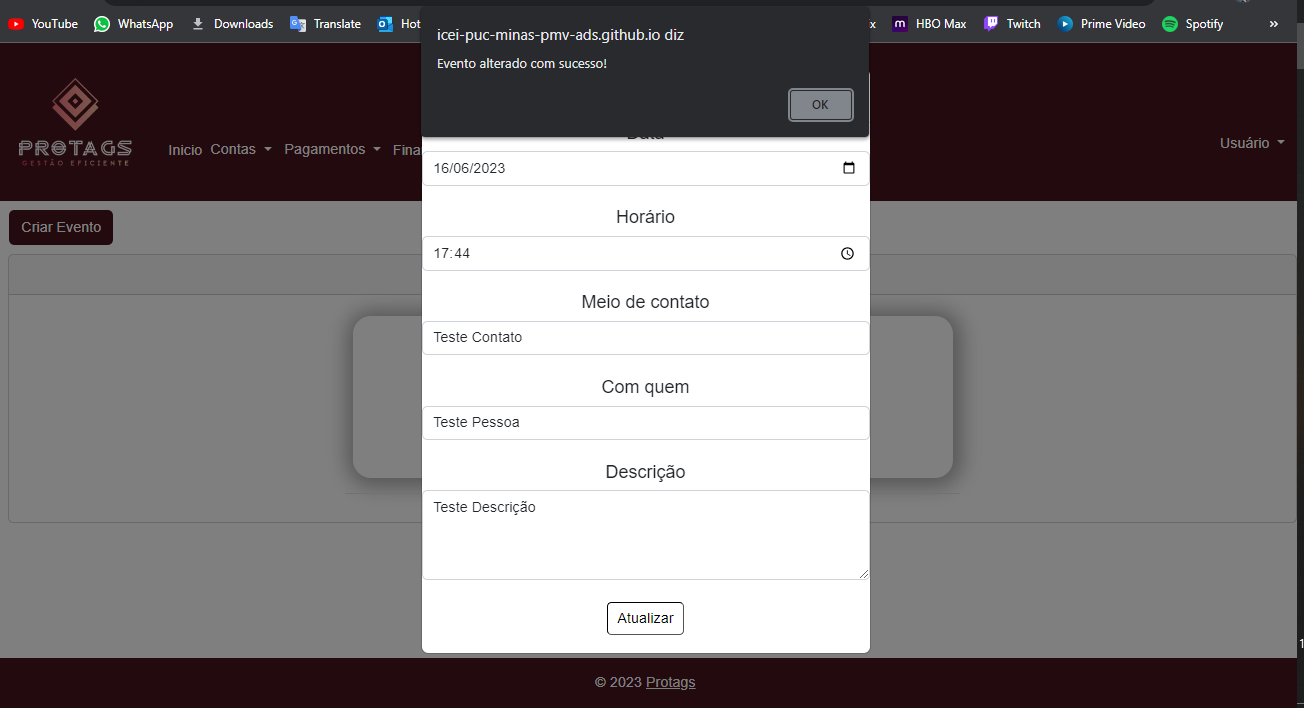 YouTube WhatsApp Downloads Translate Hot x HBO Max Twitch Prime Video Spotify »
icei-puc-minas-pmv-ads.github.io diz
Evento alterado com sucesso!
OK
PROTAGS
GESTÃO EFICIENTE
Inicio Contas Pagamentos Fina
Usuário
Data
16/06/2023
Criar Evento
Horário
17:44
Meio de contato
Teste Contato
Com quem
Teste Pessoa
Descrição
Teste Descrição
Atualizar
© 2023 Protags